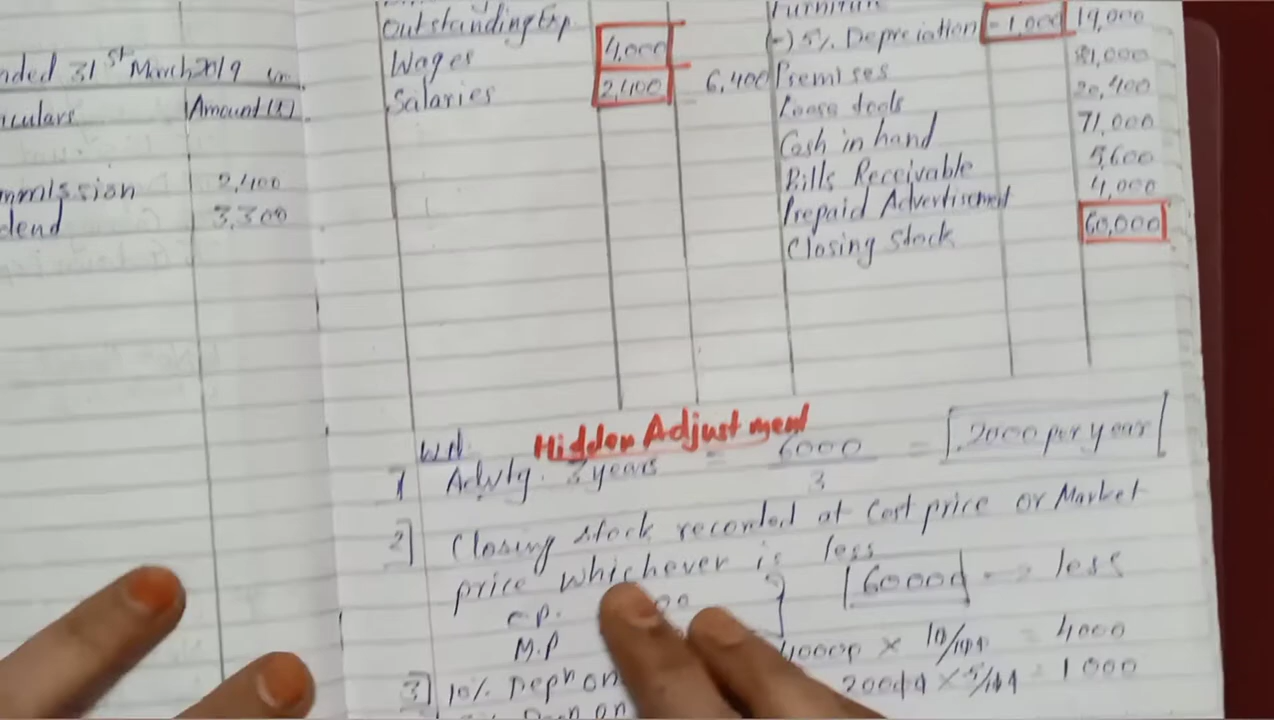 nded 31st March 2019
culars Amount (₹)
mmission 2,400
dend 3,300
Outstanding Exp.
Wages 4,000
Salaries 2,400 6,400
Furniture
(-) 5% Depreciation - 1,000 19,000
Premises
Loose tools 20,400
Cash in hand 71,000
Bills Receivable 5,600
Prepaid Advertisement 4,000
Closing Stock 60,000
W.N. Hidden Adjustment
1] 3 years = 6000/3 = 2000 per year
2] Closing stock recorded at Cost price or Market
price whichever is less
C.P.
M.P
60000 => less
3] 10% Dep on 40000 x 10/100 = 4000
Dep on 20000 x 5/100 = 1000